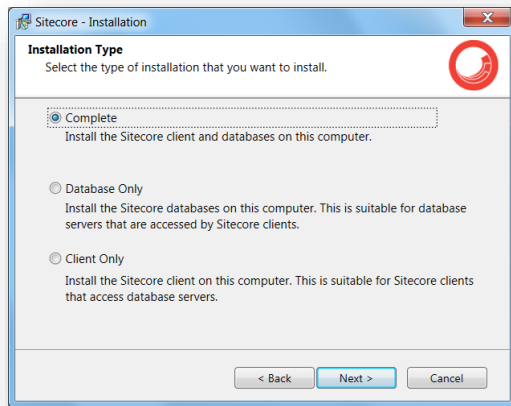 Sitecore - Installation
Installation Type
Select the type of installation that you want to install.
Complete
Install the Sitecore client and databases on this computer.
Database Only
Install the Sitecore databases on this computer. This is suitable for database
servers that are accessed by Sitecore clients.
Client Only
Install the Sitecore client on this computer. This is suitable for Sitecore clients
that access database servers.
< Back
Next >
Cancel